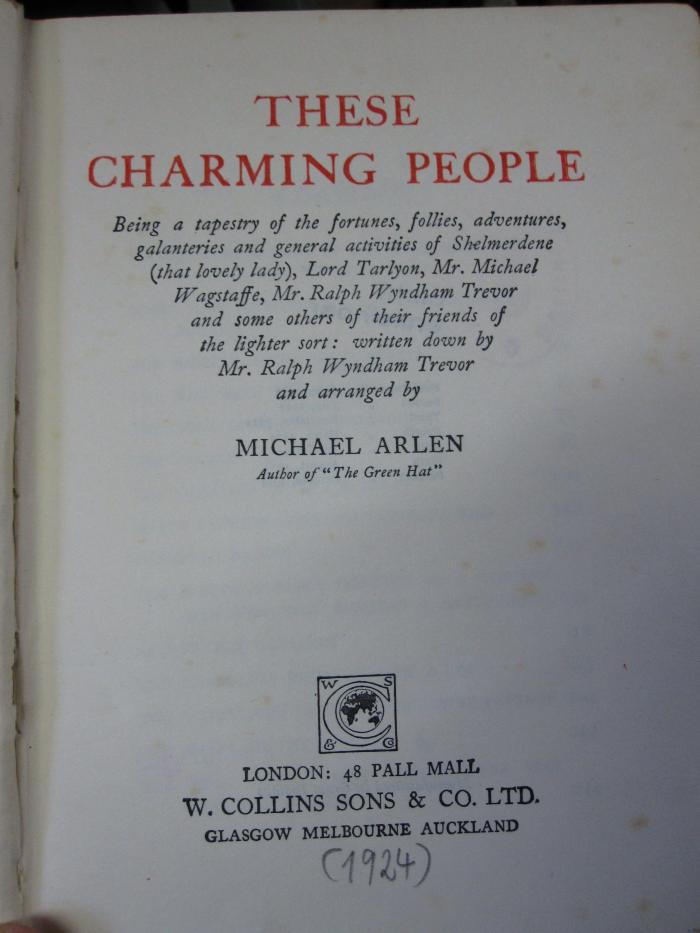 THESE
CHARMING PEOPLE
Being a tapestry of the fortunes, follies, adventures,
galanteries and general activities of Shelmerdene
(that lovely lady), Lord Tarlyon, Mr. Michael
Wagstaffe, Mr. Ralph Wyndham Trevor
and some others of their friends of
the lighter sort: written down by
Mr. Ralph Wyndham Trevor
and arranged by
MICHAEL ARLEN
Author of "The Green Hat"
W S
C
& Co
LONDON: 48 PALL MALL
W. COLLINS SONS & CO. LTD.
GLASGOW MELBOURNE AUCKLAND
(1924)